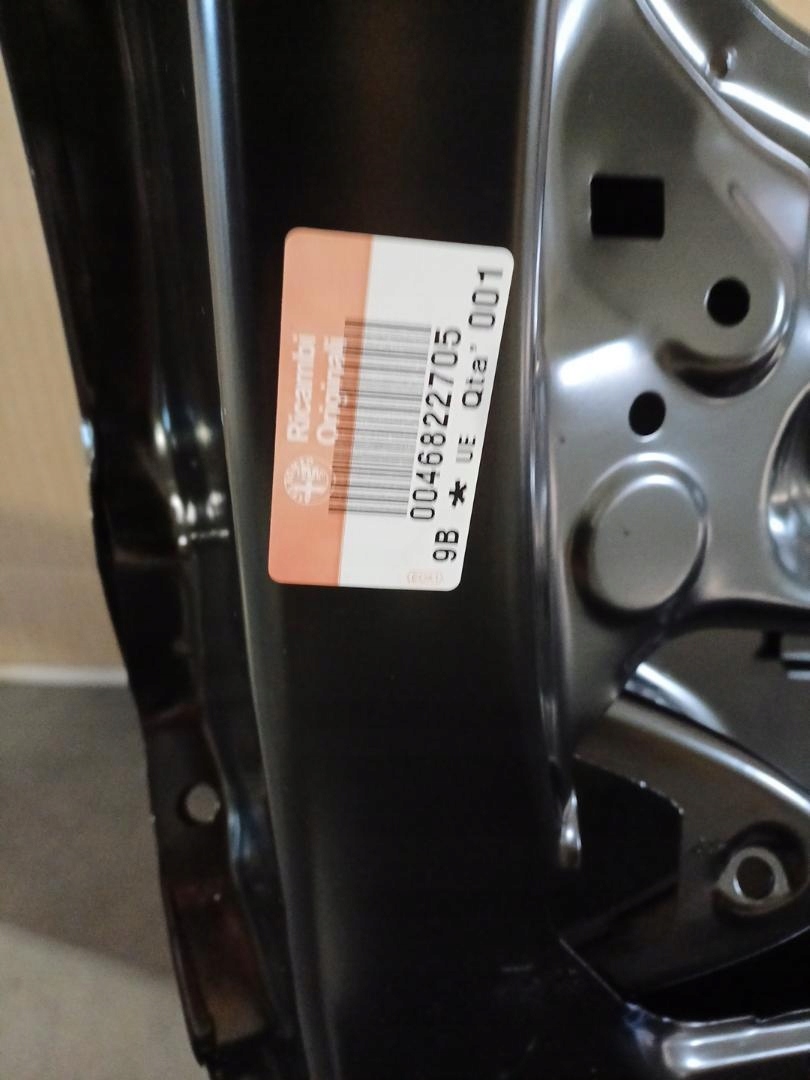 Ricambi
Originali
0046822705
9B * UE Qta' 001